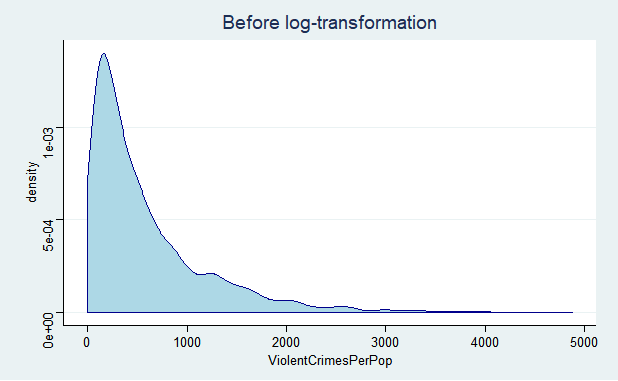 Before log-transformation
density
1e-03
5e-04
0e+00
0 1000 2000 3000 4000 5000
ViolentCrimesPerPop